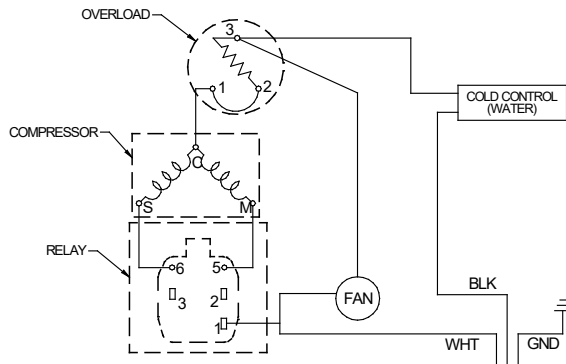 OVERLOAD
3
1 2
COLD CONTROL
(WATER)
COMPRESSOR
C
S M
RELAY
6 5
3 2
1
FAN
BLK
WHT
GND